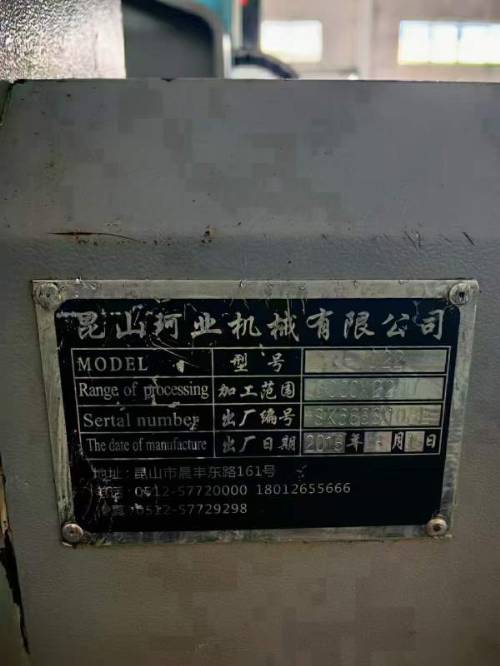 昆山珂业机械有限公司
MODEL 型号
Range of processing 加工范围
Serial number 出厂编号
The date of manufacture 出厂日期 年 月 日
地址: 昆山市晨丰东路161号
0512-57720000 18012655666
0512-57729298